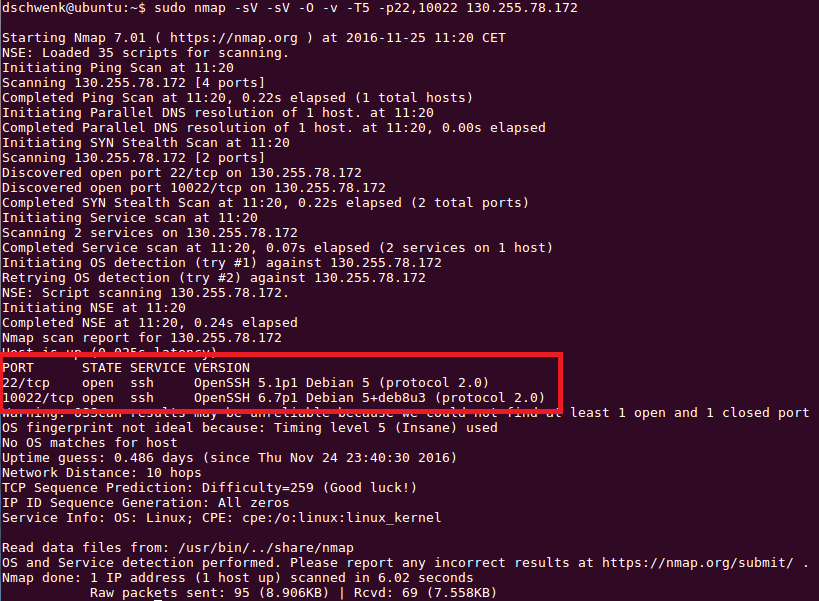 dschwenk@ubuntu:~$ sudo nmap -sV -sV -O -v -T5 -p22,10022 130.255.78.172
Starting Nmap 7.01 ( https://nmap.org ) at 2016-11-25 11:20 CET
NSE: Loaded 35 scripts for scanning.
Initiating Ping Scan at 11:20
Scanning 130.255.78.172 [4 ports]
Completed Ping Scan at 11:20, 0.22s elapsed (1 total hosts)
Initiating Parallel DNS resolution of 1 host. at 11:20
Completed Parallel DNS resolution of 1 host. at 11:20, 0.00s elapsed
Initiating SYN Stealth Scan at 11:20
Scanning 130.255.78.172 [2 ports]
Discovered open port 22/tcp on 130.255.78.172
Discovered open port 10022/tcp on 130.255.78.172
Completed SYN Stealth Scan at 11:20, 0.22s elapsed (2 total ports)
Initiating Service scan at 11:20
Scanning 2 services on 130.255.78.172
Completed Service scan at 11:20, 0.07s elapsed (2 services on 1 host)
Initiating OS detection (try #1) against 130.255.78.172
Retrying OS detection (try #2) against 130.255.78.172
NSE: Script scanning 130.255.78.172.
Initiating NSE at 11:20
Completed NSE at 11:20, 0.24s elapsed
Nmap scan report for 130.255.78.172
Host is up (0.025s latency)
PORT STATE SERVICE VERSION
22/tcp open ssh OpenSSH 5.1p1 Debian 5 (protocol 2.0)
10022/tcp open ssh OpenSSH 6.7p1 Debian 5+deb8u3 (protocol 2.0)
Warning: OSScan results may be unreliable because we could not find at least 1 open and 1 closed port
OS fingerprint not ideal because: Timing level 5 (Insane) used
No OS matches for host
Uptime guess: 0.486 days (since Thu Nov 24 23:40:30 2016)
Network Distance: 10 hops
TCP Sequence Prediction: Difficulty=259 (Good luck!)
IP ID Sequence Generation: All zeros
Service Info: OS: Linux; CPE: cpe:/o:linux:linux_kernel
Read data files from: /usr/bin/../share/nmap
OS and Service detection performed. Please report any incorrect results at https://nmap.org/submit/ .
Nmap done: 1 IP address (1 host up) scanned in 6.02 seconds
Raw packets sent: 95 (8.906KB) | Rcvd: 69 (7.558KB)